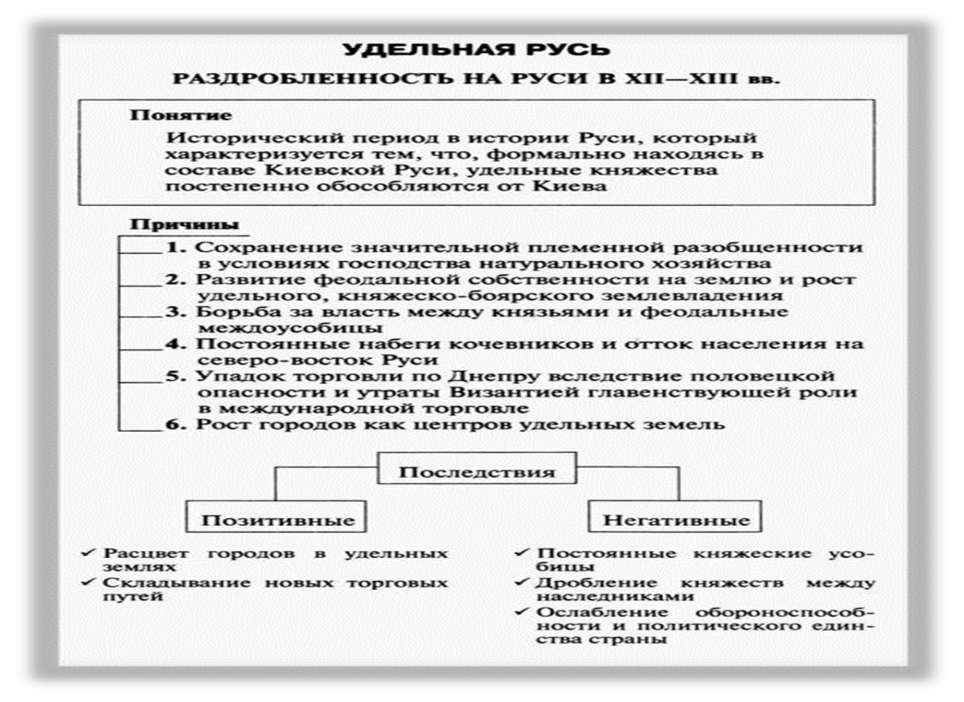 УДЕЛЬНАЯ РУСЬ
РАЗДРОБЛЕННОСТЬ НА РУСИ В XII—XIII вв.
Понятие
Исторический период в истории Руси, который
характеризуется тем, что, формально находясь в
составе Киевской Руси, удельные княжества
постепенно обособляются от Киева
Причины
1. Сохранение значительной племенной разобщенности
в условиях господства натурального хозяйства
2. Развитие феодальной собственности на землю и рост
удельного, княжеско-боярского землевладения
3. Борьба за власть между князьями и феодальные
междоусобицы
4. Постоянные набеги кочевников и отток населения на
северо-восток Руси
5. Упадок торговли по Днепру вследствие половецкой
опасности и утраты Византией главенствующей роли
в международной торговле
6. Рост городов как центров удельных земель
Последствия
Позитивные
✓ Расцвет городов в удельных
землях
✓ Складывание новых торговых
путей
Негативные
✓ Постоянные княжеские усо-
бицы
✓ Дробление княжеств между
наследниками
✓ Ослабление обороноспособ-
ности и политического един-
ства страны